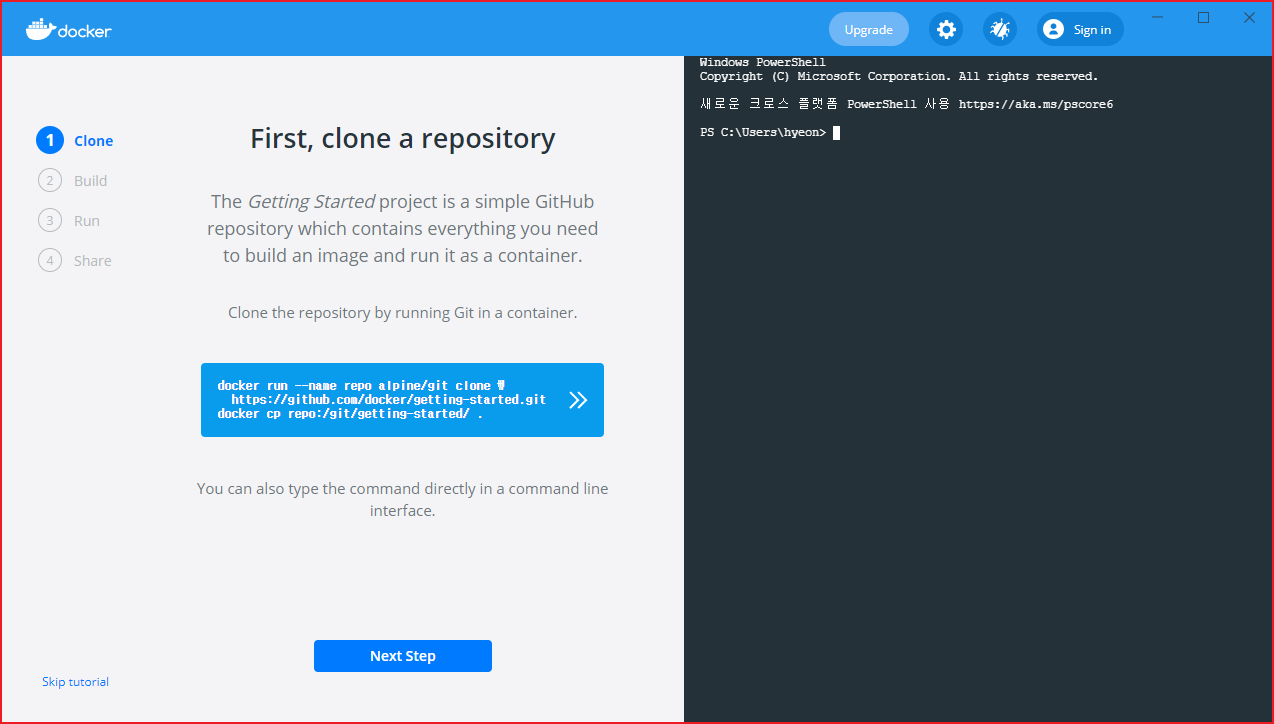 docker
Upgrade
Sign in
1 Clone
2 Build
3 Run
4 Share
First, clone a repository
The Getting Started project is a simple GitHub
repository which contains everything you need
to build an image and run it as a container.
Clone the repository by running Git in a container.
docker run --name repo alpine/git clone `
https://github.com/docker/getting-started.git
docker cp repo:/git/getting-started/ .
You can also type the command directly in a command line
interface.
Next Step
Skip tutorial
Windows PowerShell
Copyright (C) Microsoft Corporation. All rights reserved.
새로운 크로스 플랫폼 PowerShell 사용 https://aka.ms/pscore6
PS C:\Users\hyeon>